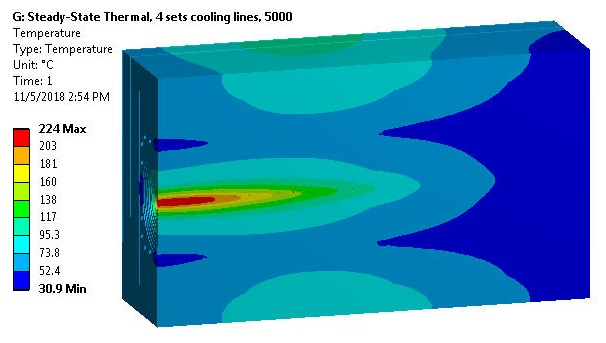 G: Steady-State Thermal, 4 sets cooling lines, 5000
Temperature
Type: Temperature
Unit: °C
Time: 1
11/5/2018 2:54 PM
224 Max
203
181
160
138
117
95.3
73.8
52.4
30.9 Min